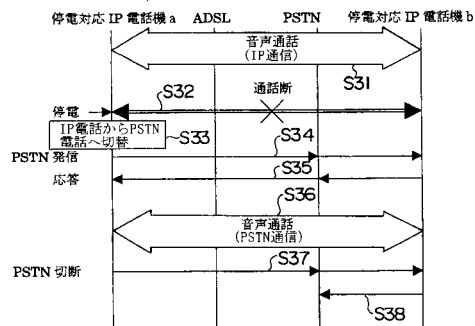 停電対応 IP 電話機 a ADSL PSTN 停電対応 IP 電話機 b
音声通話
(IP通信)
S31
S32 通話断
停電
IP電話からPSTN
電話へ切替
S33
S34
PSTN 発信
S35
応答
S36
音声通話
(PSTN通信)
S37
PSTN 切断
S38